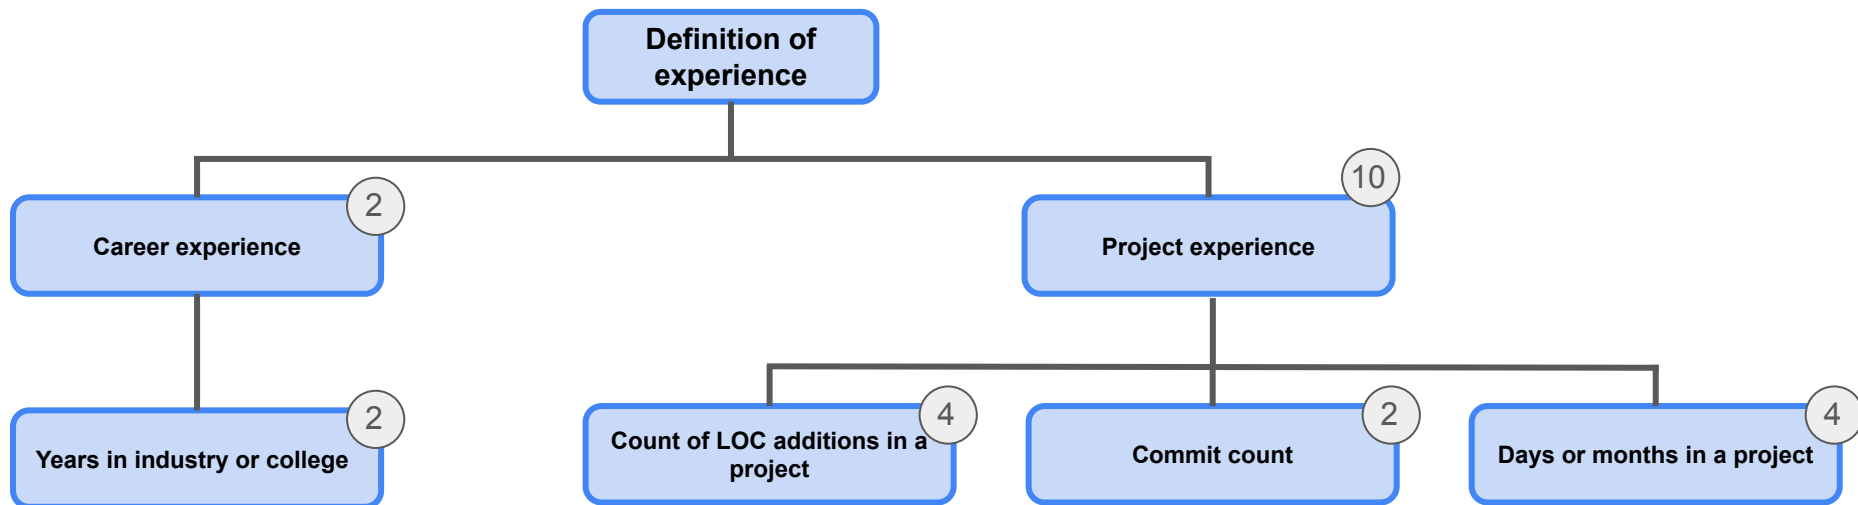 Definition of
experience
2
10
Career experience
Project experience
2
4
2
4
Years in industry or college
Count of LOC additions in a
project
Commit count
Days or months in a project